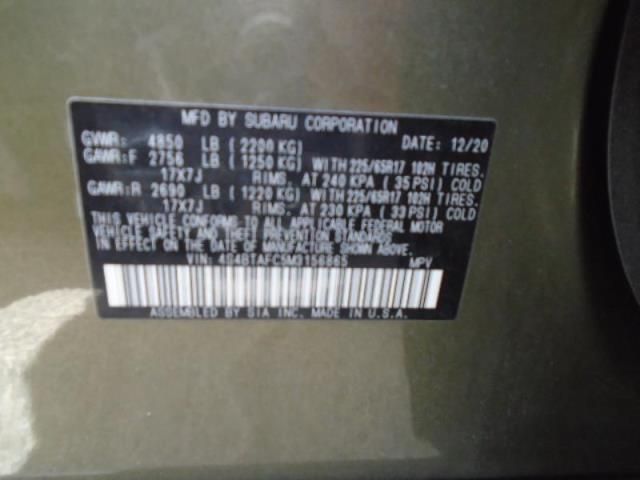 MFD BY SUBARU CORPORATION DATE: 12/20
GVWR: 4850 LB (2200 KG)
GAWR:F 2756 LB (1250 KG) WITH 225/65R17 102H TIRES.
17X7J RIMS. AT 240 KPA (35 PSI) COLD
GAWR:R 2690 LB (1220 KG) WITH 225/65R17 102H TIRES.
17X7J RIMS. AT 230 KPA (33 PSI) COLD
THIS VEHICLE CONFORMS TO ALL APPLICABLE FEDERAL MOTOR
VEHICLE SAFETY AND THEFT PREVENTION STANDARDS
IN EFFECT ON THE DATE OF MANUFACTURE SHOWN ABOVE.
VIN: 4S4BTAFC5M3156865 MPV
ASSEMBLED BY SIA INC. MADE IN U.S.A.